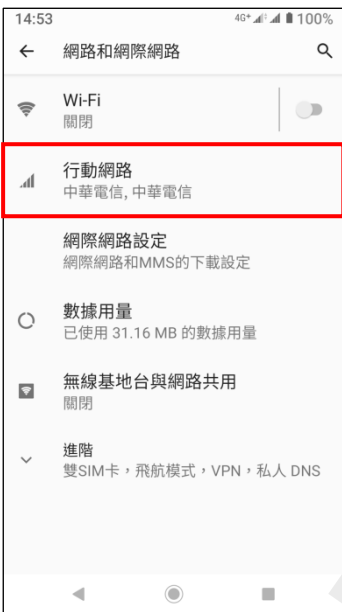 14:53 4G+ 100%
網路和網際網路
Wi-Fi
關閉
行動網路
中華電信, 中華電信
網際網路設定
網際網路和MMS的下載設定
數據用量
已使用 31.16 MB 的數據用量
無線基地台與網路共用
關閉
進階
雙SIM卡，飛航模式，VPN，私人 DNS